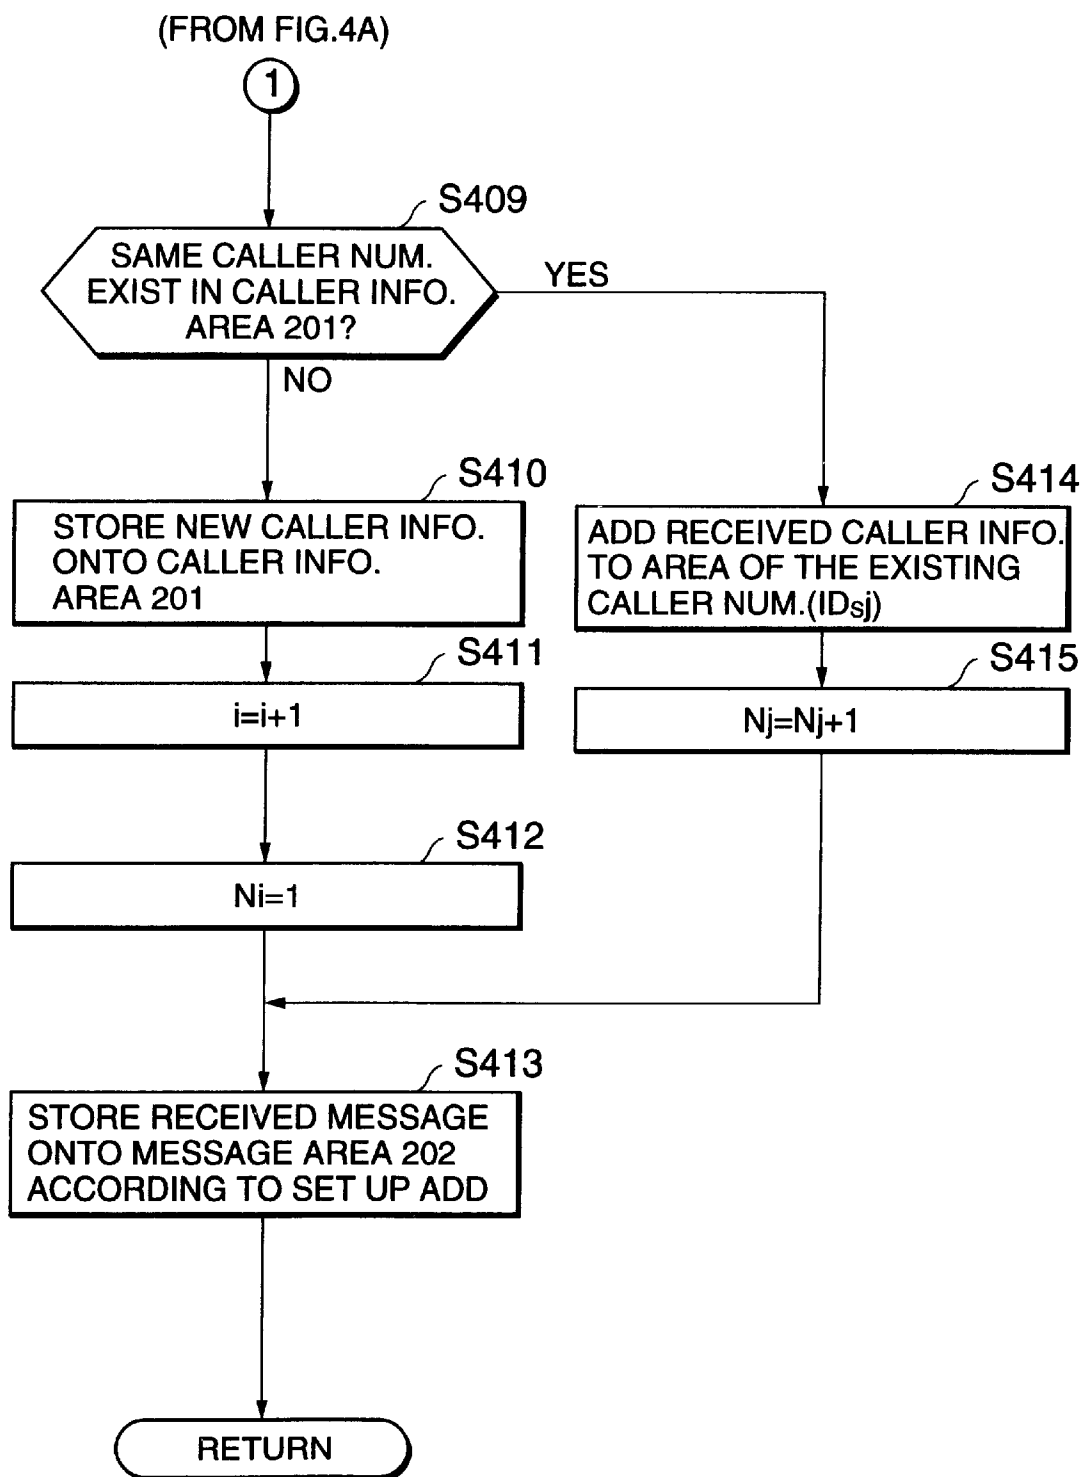 (FROM FIG.4A)
1
S409
SAME CALLER NUM.
EXIST IN CALLER INFO.
AREA 201?
YES
NO
S410
STORE NEW CALLER INFO.
ONTO CALLER INFO.
AREA 201
S414
ADD RECEIVED CALLER INFO.
TO AREA OF THE EXISTING
CALLER NUM.(IDsj)
S411
i=i+1
S415
Nj=Nj+1
S412
Ni=1
S413
STORE RECEIVED MESSAGE
ONTO MESSAGE AREA 202
ACCORDING TO SET UP ADD
RETURN